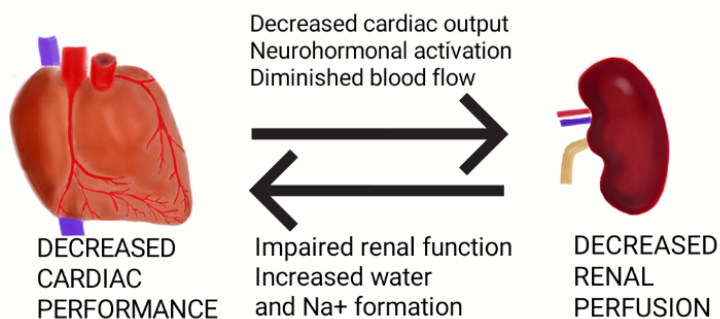 Decreased cardiac output
Neurohormonal activation
Diminished blood flow
DECREASED
CARDIAC
PERFORMANCE
Impaired renal function
Increased water
and Na+ formation
DECREASED
RENAL
PERFUSION